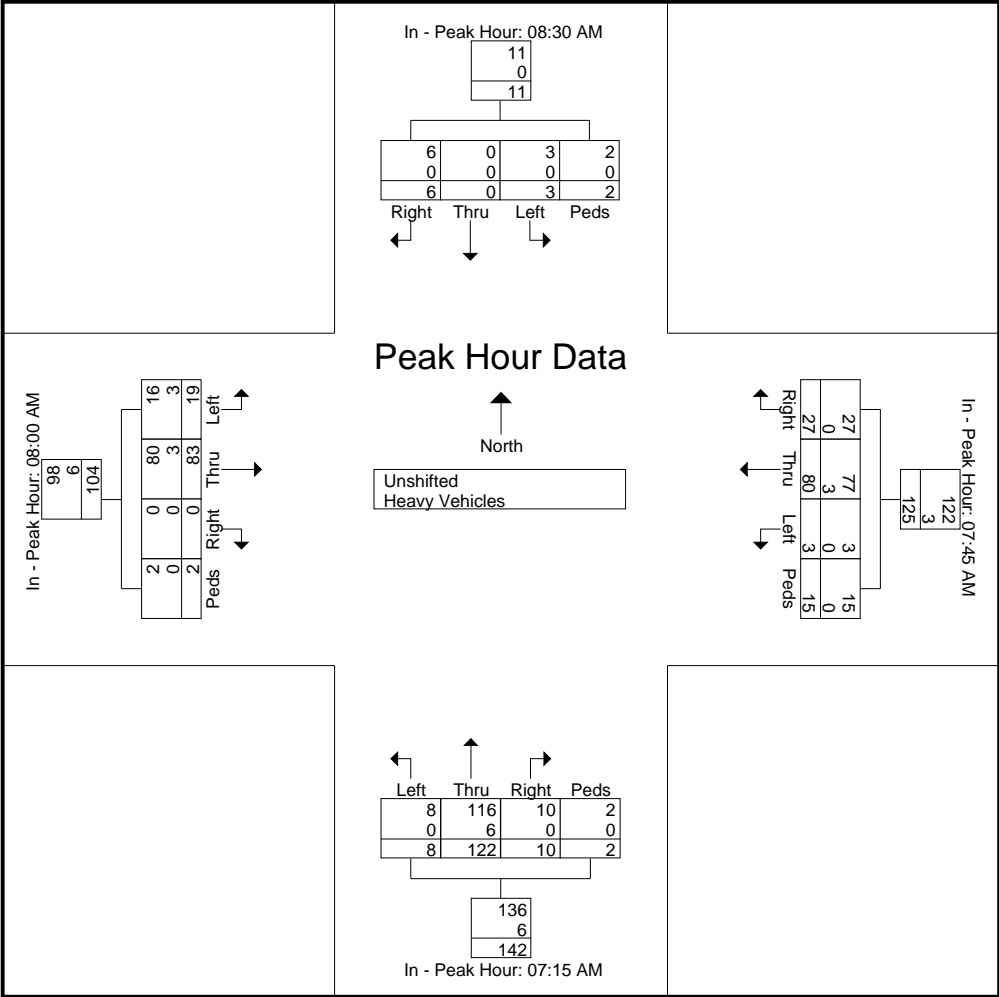 In - Peak Hour: 08:30 AM
11
0
11
6 0 3 2
0 0 0 0
6 0 3 2
Right Thru Left Peds
Peak Hour Data
North
Unshifted
Heavy Vehicles
In - Peak Hour: 08:00 AM
98
6
104
16 80 0 2
3 3 0 0
19 83 0 2
Left Thru Right Peds
In - Peak Hour: 07:45 AM
122
3
125
27 77 3 15
0 3 0 0
27 80 3 15
Right Thru Left Peds
Left Thru Right Peds
8 116 10 2
0 6 0 0
8 122 10 2
136
6
142
In - Peak Hour: 07:15 AM